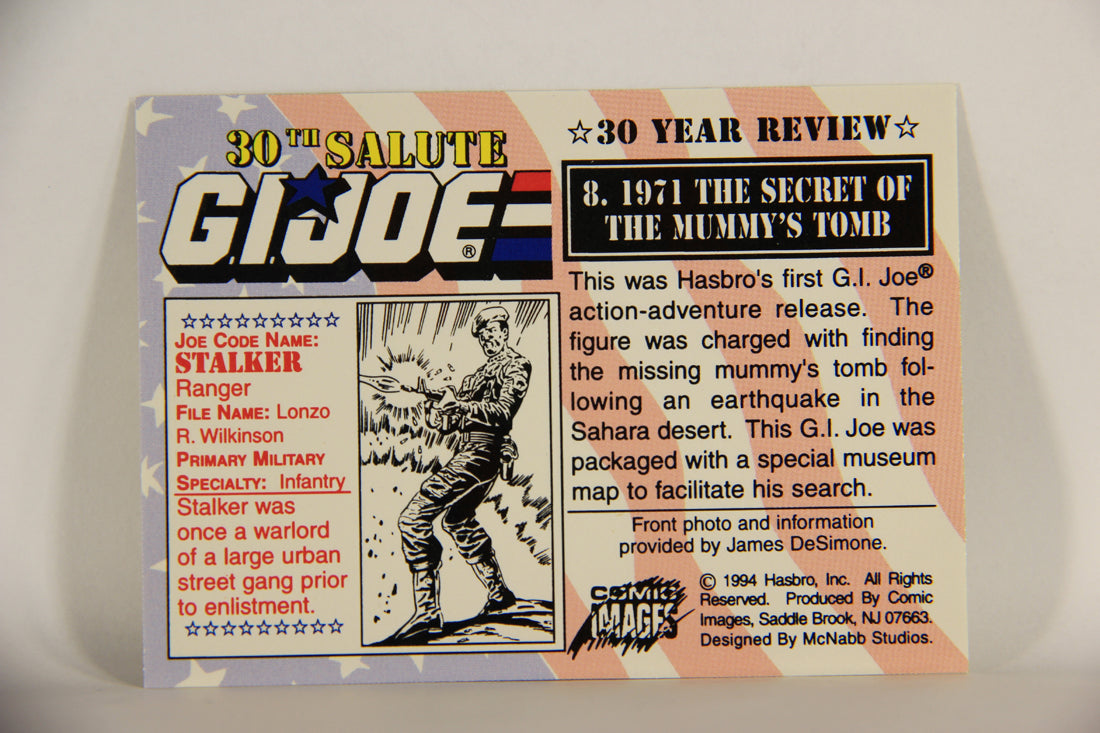 30TH SALUTE
G.I. JOE®
JOE CODE NAME:
STALKER
Ranger
FILE NAME: Lonzo
R. Wilkinson
PRIMARY MILITARY
SPECIALTY: Infantry
Stalker was
once a warlord
of a large urban
street gang prior
to enlistment.
☆30 YEAR REVIEW☆
8. 1971 THE SECRET OF
THE MUMMY'S TOMB
This was Hasbro's first G.I. Joe®
action-adventure release. The
figure was charged with finding
the missing mummy's tomb fol-
lowing an earthquake in the
Sahara desert. This G.I. Joe was
packaged with a special museum
map to facilitate his search.
Front photo and information
provided by James DeSimone.
COMIC
IMAGES
© 1994 Hasbro, Inc. All Rights
Reserved. Produced By Comic
Images, Saddle Brook, NJ 07663.
Designed By McNabb Studios.